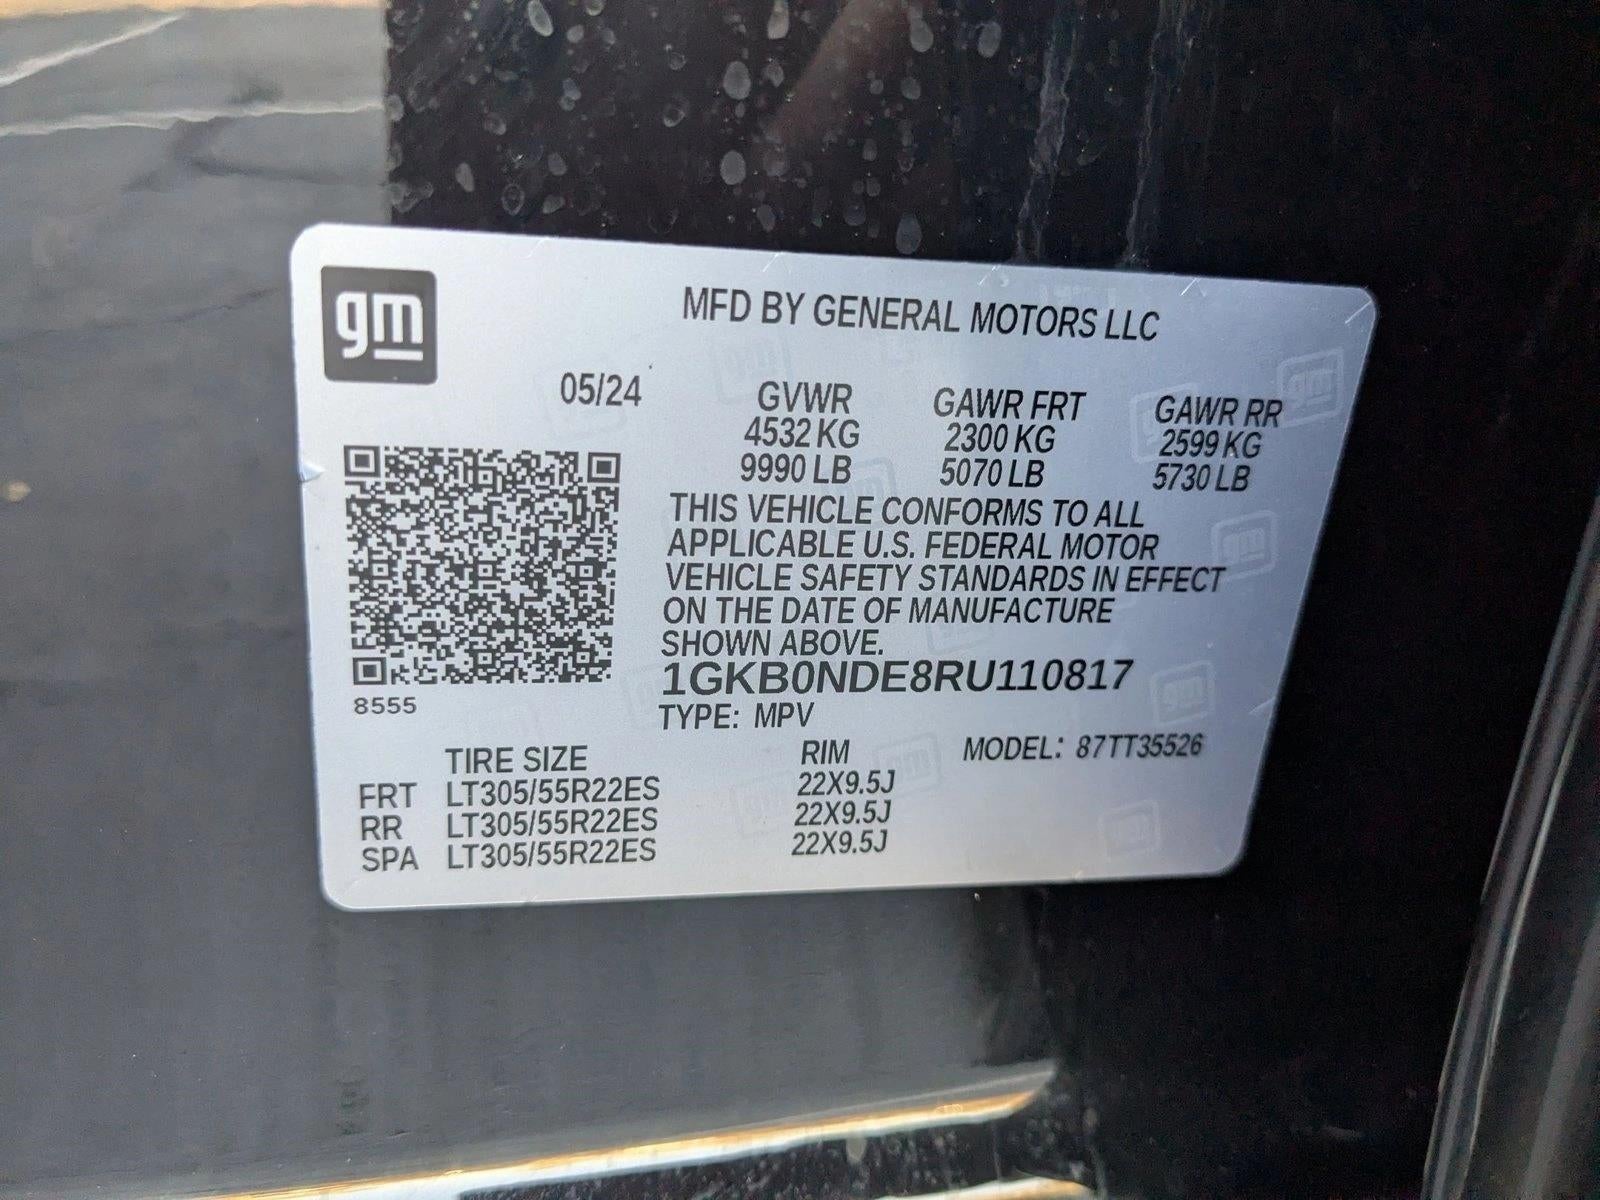 gm
MFD BY GENERAL MOTORS LLC
05/24 GVWR GAWR FRT GAWR RR
4532 KG 2300 KG 2599 KG
9990 LB 5070 LB 5730 LB
THIS VEHICLE CONFORMS TO ALL
APPLICABLE U.S. FEDERAL MOTOR
VEHICLE SAFETY STANDARDS IN EFFECT
ON THE DATE OF MANUFACTURE
SHOWN ABOVE.
1GKB0NDE8RU110817
8555
TYPE: MPV
TIRE SIZE RIM MODEL: 87TT35526
FRT LT305/55R22ES 22X9.5J
RR LT305/55R22ES 22X9.5J
SPA LT305/55R22ES 22X9.5J